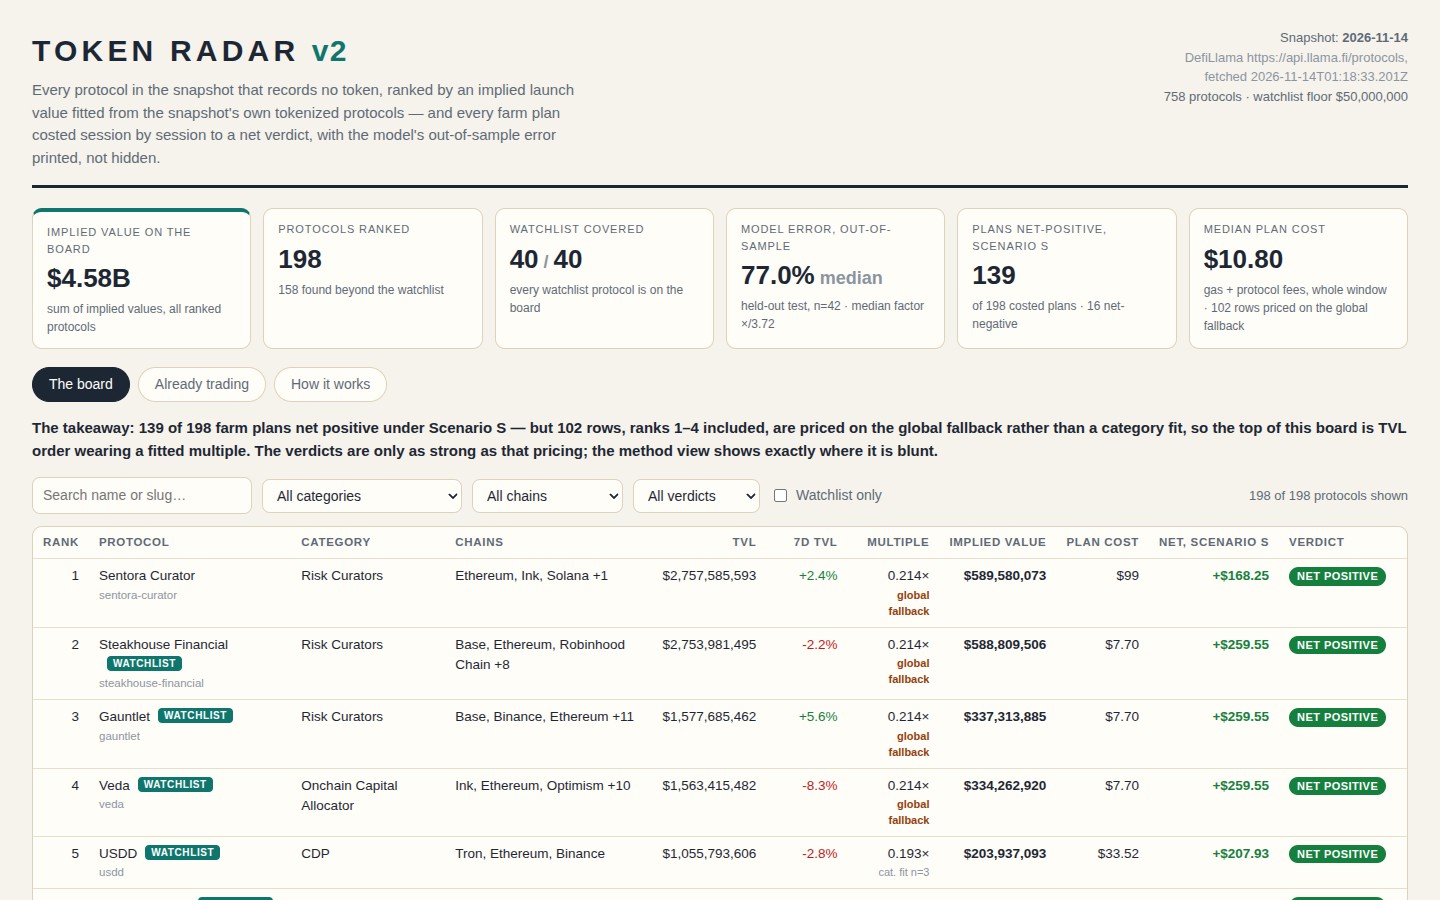 TOKEN RADAR v2
Every protocol in the snapshot that records no token, ranked by an implied launch
value fitted from the snapshot's own tokenized protocols — and every farm plan
costed session by session to a net verdict, with the model's out-of-sample error
printed, not hidden.
Snapshot: 2026-11-14
DefiLlama https://api.llama.fi/protocols,
fetched 2026-11-14T01:18:33.201Z
758 protocols · watchlist floor $50,000,000
IMPLIED VALUE ON THE
BOARD
$4.58B
sum of implied values, all ranked
protocols
PROTOCOLS RANKED
198
158 found beyond the watchlist
WATCHLIST COVERED
40 / 40
every watchlist protocol is on the
board
MODEL ERROR, OUT-OF-
SAMPLE
77.0% median
held-out test, n=42 · median factor
×/3.72
PLANS NET-POSITIVE,
SCENARIO S
139
of 198 costed plans · 16 net-
negative
MEDIAN PLAN COST
$10.80
gas + protocol fees, whole window
· 102 rows priced on the global
fallback
The board
Already trading
How it works
The takeaway: 139 of 198 farm plans net positive under Scenario S — but 102 rows, ranks 1–4 included, are priced on the global fallback rather than a category fit, so the top of this board is TVL
order wearing a fitted multiple. The verdicts are only as strong as that pricing; the method view shows exactly where it is blunt.
Search name or slug…
All categories
All chains
All verdicts
Watchlist only
198 of 198 protocols shown
RANK PROTOCOL CATEGORY CHAINS TVL 7D TVL MULTIPLE IMPLIED VALUE PLAN COST NET, SCENARIO S VERDICT
1 Sentora Curator Risk Curators Ethereum, Ink, Solana +1 $2,757,585,593 +2.4% 0.214× $589,580,073 $99 +$168.25 NET POSITIVE
sentora-curator global
fallback
2 Steakhouse Financial Risk Curators Base, Ethereum, Robinhood $2,753,981,495 -2.2% 0.214× $588,809,506 $7.70 +$259.55 NET POSITIVE
WATCHLIST Chain +8 global
steakhouse-financial fallback
3 Gauntlet WATCHLIST Risk Curators Base, Binance, Ethereum +11 $1,577,685,462 +5.6% 0.214× $337,313,885 $7.70 +$259.55 NET POSITIVE
gauntlet global
fallback
4 Veda WATCHLIST Onchain Capital Ink, Ethereum, Optimism +10 $1,563,415,482 -8.3% 0.214× $334,262,920 $7.70 +$259.55 NET POSITIVE
veda Allocator global
fallback
5 USDD WATCHLIST CDP Tron, Ethereum, Binance $1,055,793,606 -2.8% 0.193× $203,937,093 $33.52 +$207.93 NET POSITIVE
usdd cat. fit n=3